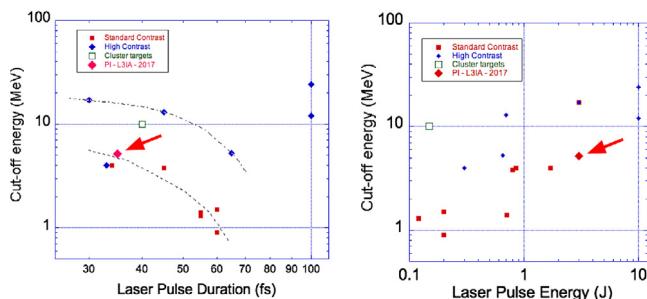 100
10
1
Cut-off energy (MeV)
Standard Contrast
High Contrast
Cluster targets
PI - L3IA - 2017
30 40 50 60 70 80 90 100
Laser Pulse Duration (fs)
100
10
1
Cut-off energy (MeV)
Standard Contrast
High Contrast
Cluster targets
PI - L3IA - 2017
0.1 1 10
Laser Pulse Energy (J)